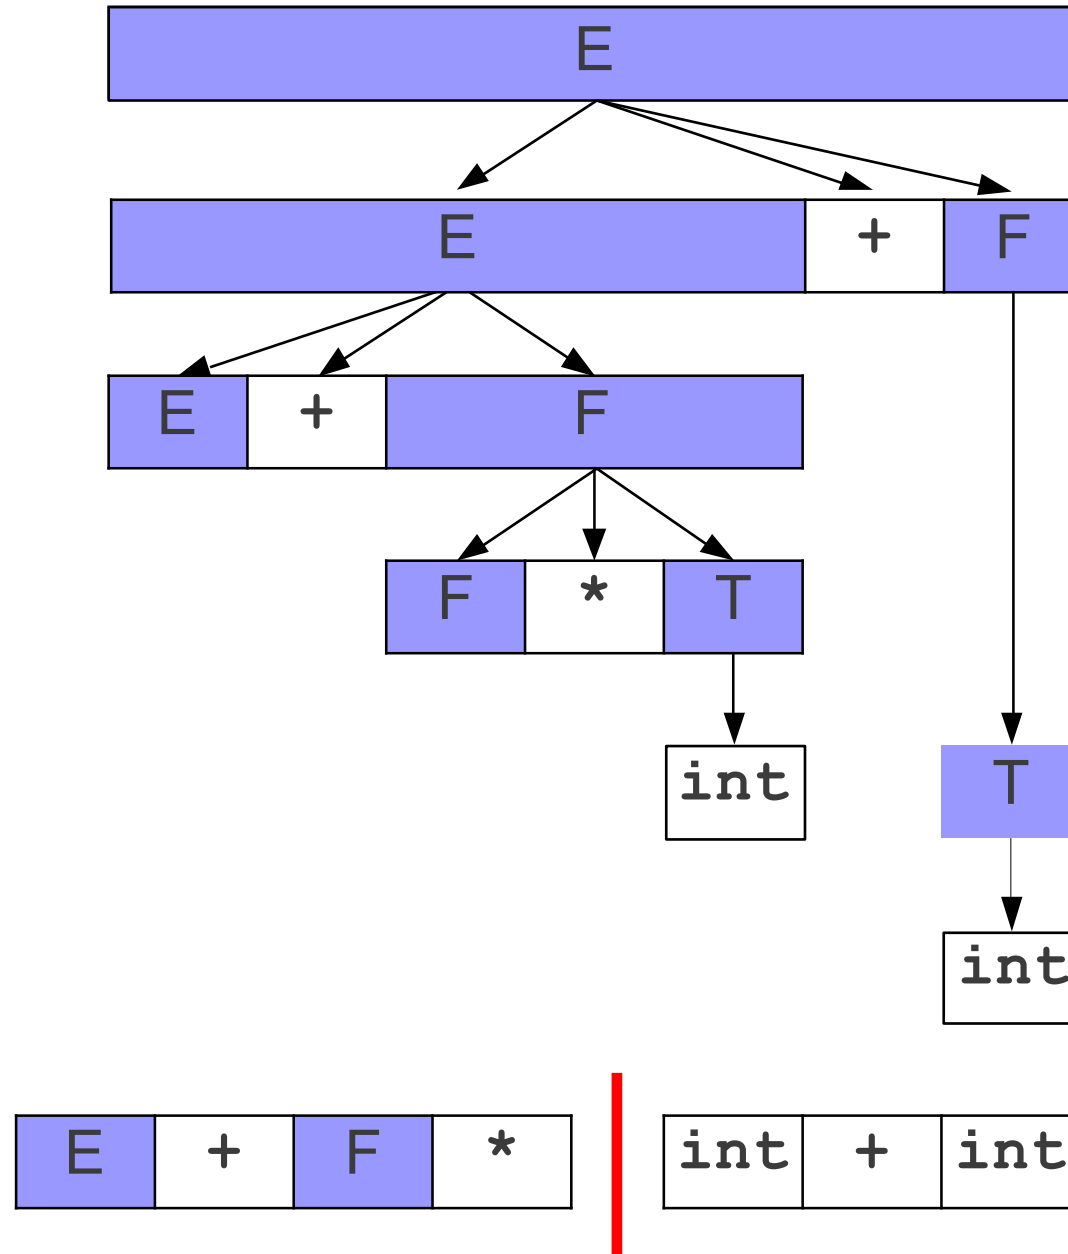 E
E + F
E + F
F * T
int T
int
E + F * int + int